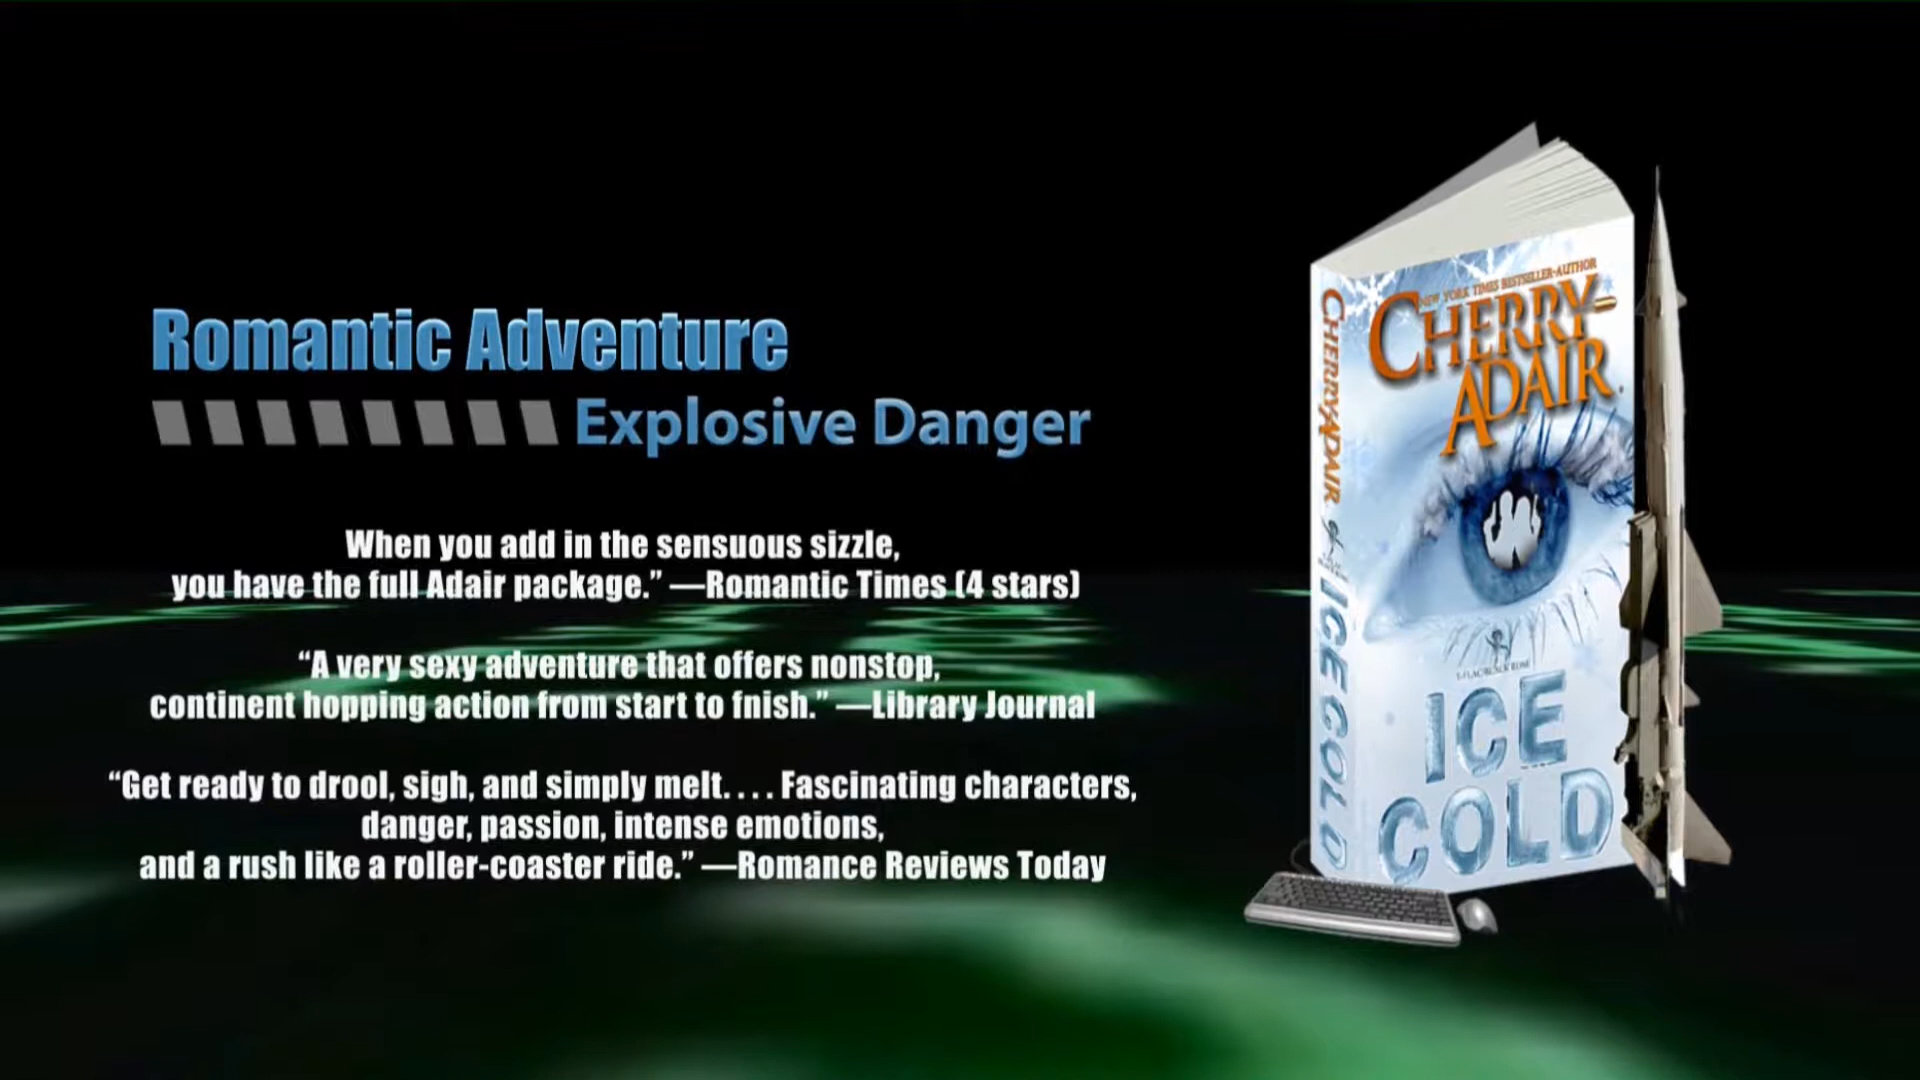 Romantic Adventure
Explosive Danger
When you add in the sensuous sizzle,
you have the full Adair package.” —Romantic Times (4 stars)
“A very sexy adventure that offers nonstop,
continent hopping action from start to fnish.” —Library Journal
“Get ready to drool, sigh, and simply melt. . . . Fascinating characters,
danger, passion, intense emotions,
and a rush like a roller-coaster ride.” —Romance Reviews Today
NEW YORK TIMES BESTSELLER-AUTHOR
CHERRY
ADAIR
ICE
COLD
CHERRY ADAIR
ICE COLD